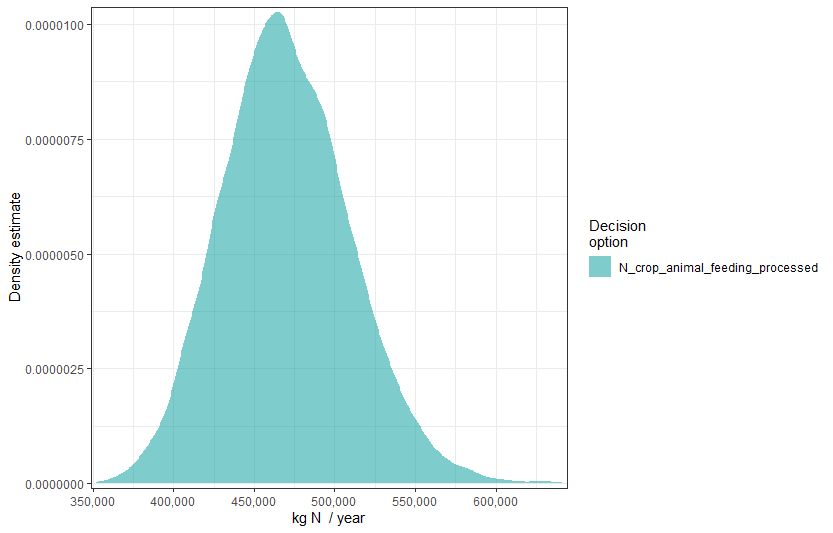 0.0000100
0.0000075
0.0000050
0.0000025
0.0000000
Density estimate
350,000 400,000 450,000 500,000 550,000 600,000
kg N / year
Decision
option
N_crop_animal_feeding_processed